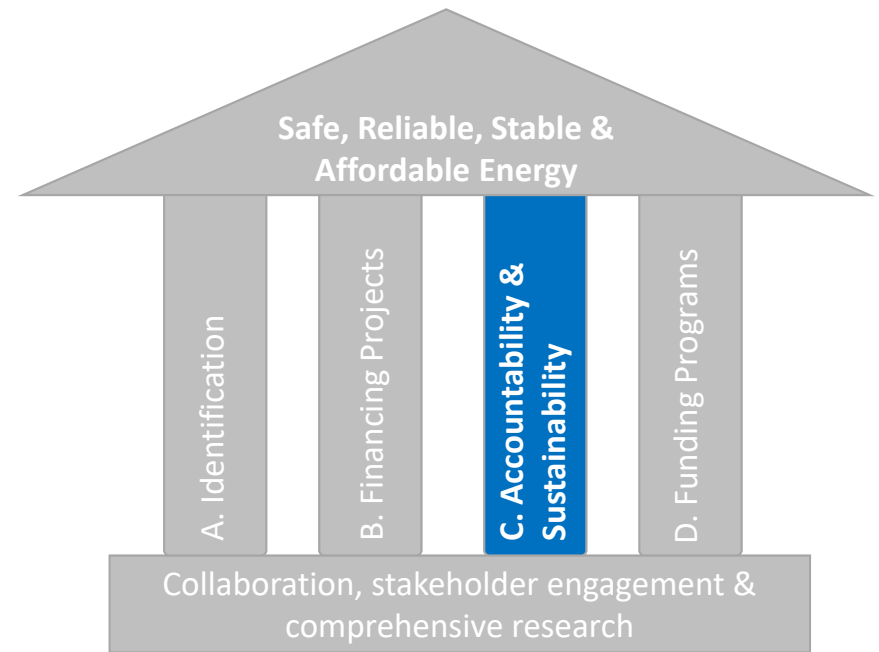 Safe, Reliable, Stable &
Affordable Energy
A. Identification
B. Financing Projects
C. Accountability &
Sustainability
D. Funding Programs
Collaboration, stakeholder engagement &
comprehensive research